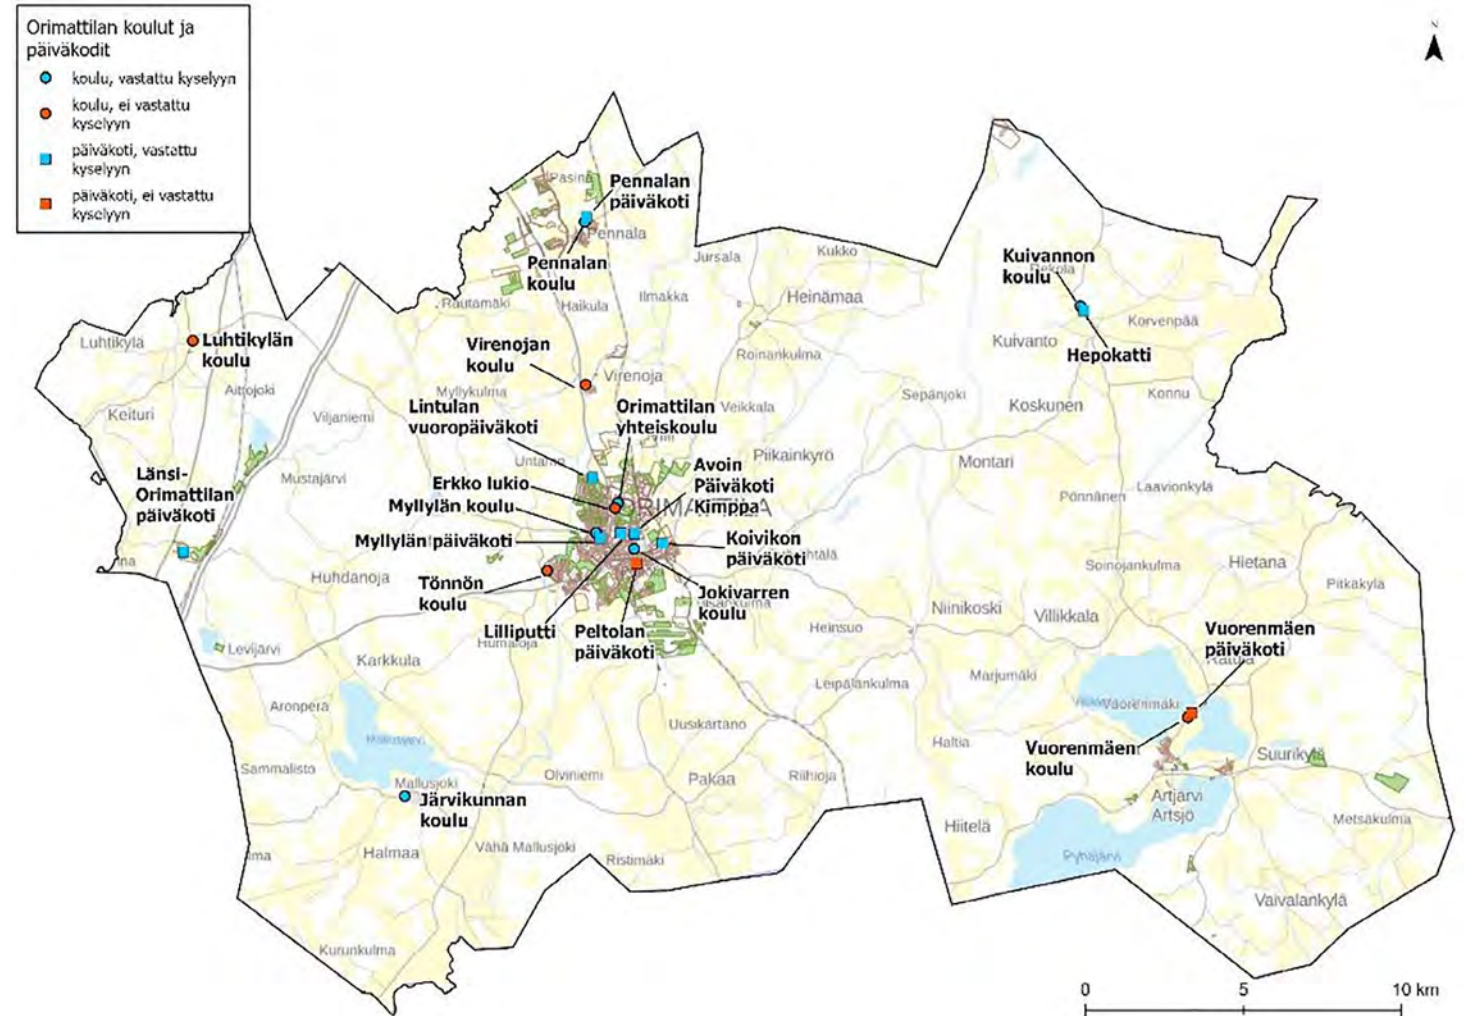 Orimattilan koulut ja
päiväkodit
koulu, vastattu kyselyyn
koulu, ei vastattu
kyselyyn
päiväkoti, vastattu
kyselyyn
päiväkoti, ei vastattu
kyselyyn
N
Pasina
Pennalan
päiväkoti
Pennala
Pennalan
koulu
Jursala
Kukko
Kuivannon
koulu
Rautamäki
Haikula
Ilmakka
Heinämaa
Korvenpää
Kuivanto
Hepokatti
Luhtikylä
Luhtikylän
koulu
Virenojan
koulu
Virenoja
Roinankulma
Aittojoki
Myllykulma
Keituri
Viljaniemi
Lintulan
vuoropäiväkoti
Orimattilan
yhteiskoulu
Veikkala
Sepänjoki
Koskunen
Konnu
Länsi-
Orimattilan
päiväkoti
Mustajärvi
Erkko lukio
Myllylän koulu
Myllylän päiväkoti
Avoin
Päiväkoti
Kimppa
Piikainkyrö
Montari
Pönnänen
Laavionkylä
Koivikon
päiväkoti
Huhdanoja
Tönnön
koulu
Jokivarren
koulu
Soinojankulma
Hietana
Pitkäkylä
Lilliputti
Peltolan
päiväkoti
Heinsuo
Niinikoski
Villikkala
Vuorenmäen
päiväkoti
Levijärvi
Karkkula
Humaloja
Leipälänkulma
Marjumäki
Ratula
Vuorenmäki
Aronperä
Uusikartano
Haltia
Vuorenmäen
koulu
Suurikylä
Sammalisto
Mallusjoki
Olviniemi
Pakaa
Riihioja
Järvikunnan
koulu
Artjärvi
Artsjö
Hiitelä
Metsäkulma
Halmaa
Vähä Mallusjoki
Ristimäki
Pyhäjärvi
Vaivalankylä
Kurunkulma
0 5 10 km